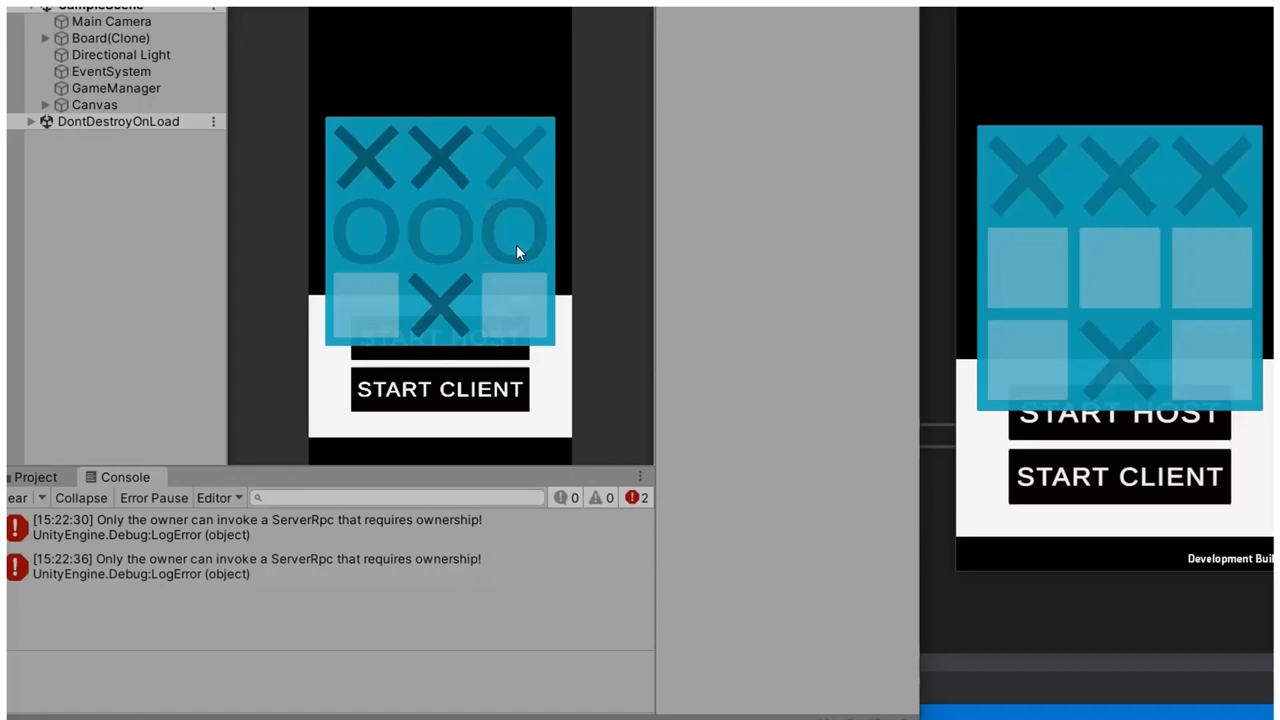 SampleScene
Main Camera
Board(Clone)
Directional Light
EventSystem
GameManager
Canvas
DontDestroyOnLoad
X X X
O O O
X
START HOST
START CLIENT
Project
Console
ear
Collapse
Error Pause
Editor
0
0
2
[15:22:30] Only the owner can invoke a ServerRpc that requires ownership!
UnityEngine.Debug:LogError (object)
[15:22:36] Only the owner can invoke a ServerRpc that requires ownership!
UnityEngine.Debug:LogError (object)
X X X
X
START HOST
START CLIENT
Development Buil